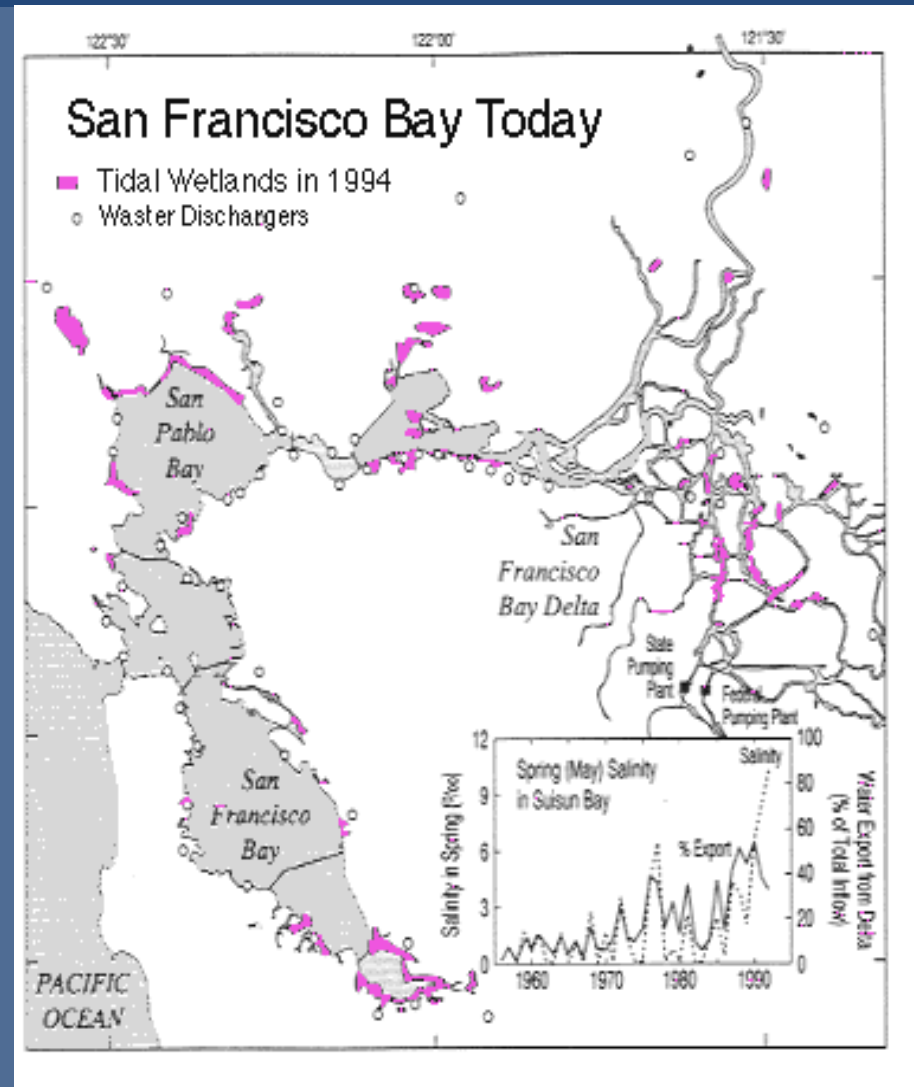 122°30'
122°00'
121°30'
San Francisco Bay Today
Tidal Wetlands in 1994
Waster Dischargers
San
Pablo
Bay
San
Francisco
Bay Delta
State
Pumping
Plant
Federal
Pumping Plant
San
Francisco
Bay
PACIFIC
OCEAN
12
9
6
3
0
Salinity in Spring
Spring (May) Salinity
in Suisun Bay
% Export
Salinity
100
80
60
40
20
0
Water Export from Delta
(% of Total Inflow)
1960
1970
1980
1990